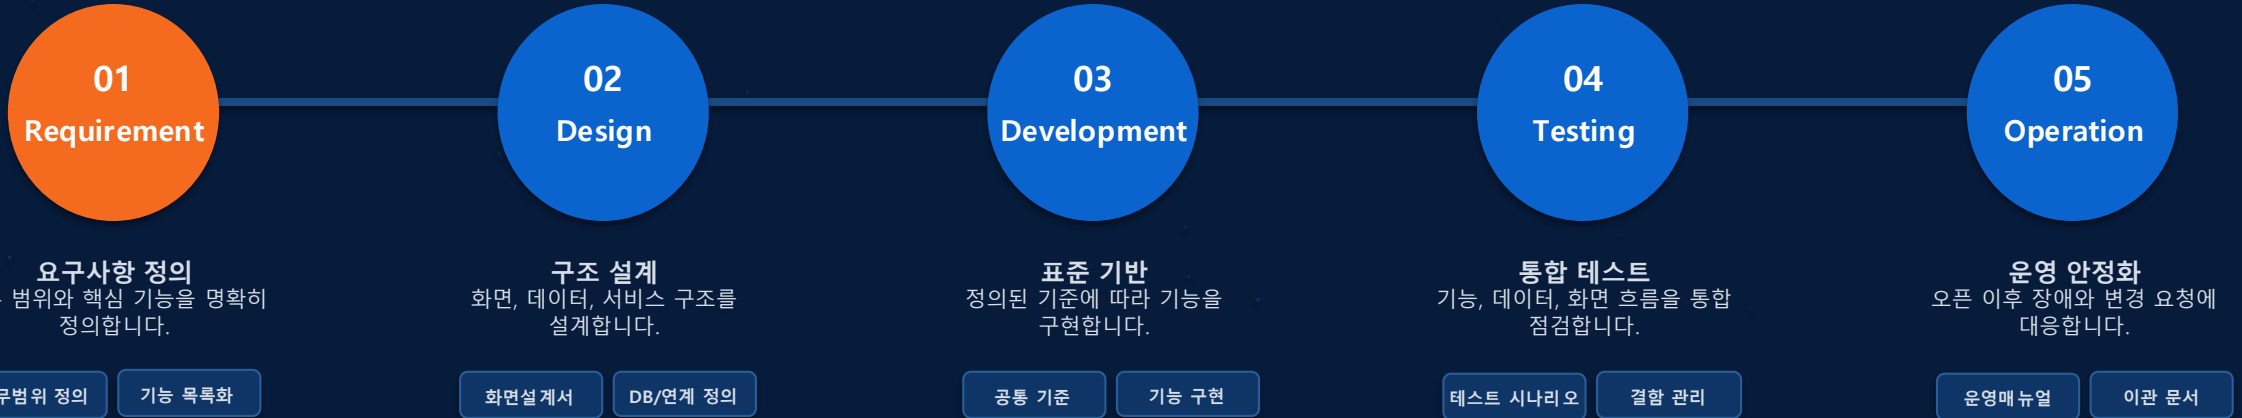 01
Requirement
02
Design
03
Development
04
Testing
05
Operation
요구사항 정의
범위와 핵심 기능을 명확히
정의합니다.
구조 설계
화면, 데이터, 서비스 구조를
설계합니다.
표준 기반
정의된 기준에 따라 기능을
구현합니다.
통합 테스트
기능, 데이터, 화면 흐름을 통합
점검합니다.
운영 안정화
오픈 이후 장애와 변경 요청에
대응합니다.
무범위 정의
기능 목록화
화면설계서
DB/연계 정의
공통 기준
기능 구현
테스트 시나리오
결함 관리
운영매뉴얼
이관 문서